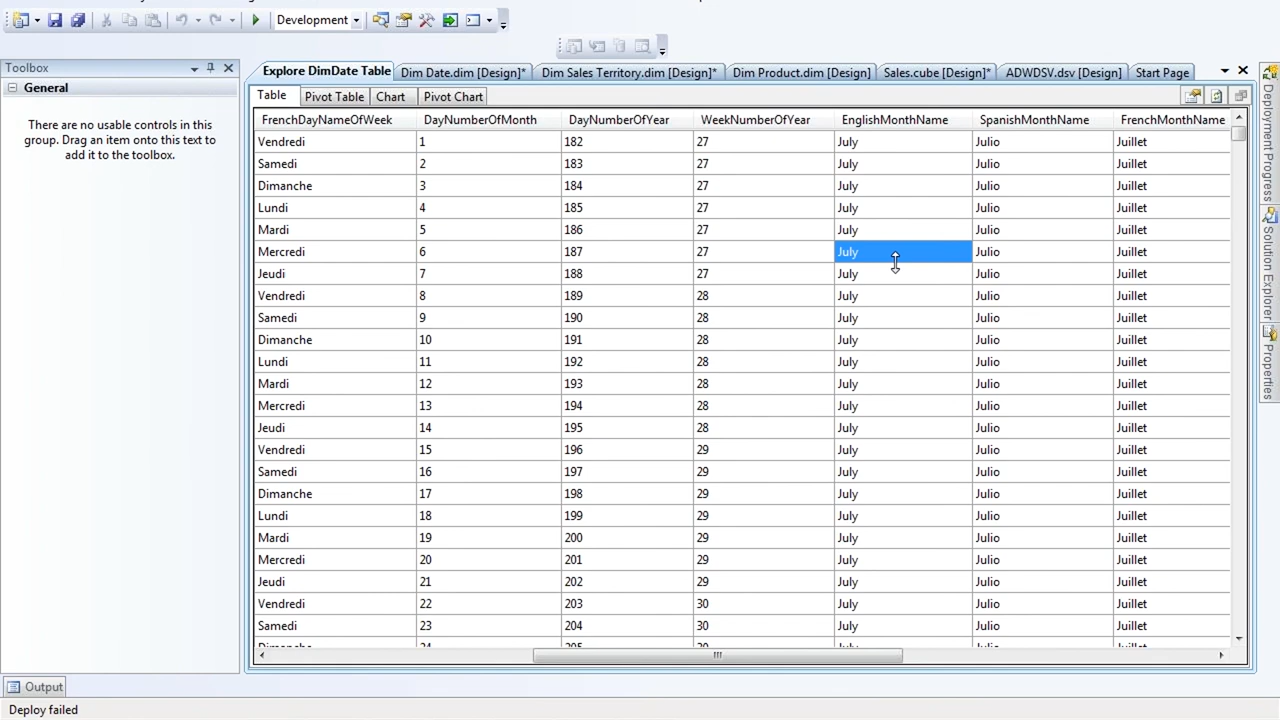 Development
Toolbox
General
There are no usable controls in this
group. Drag an item onto this text to
add it to the toolbox.
Explore DimDate Table Dim Date.dim [Design]* Dim Sales Territory.dim [Design]* Dim Product.dim [Design] Sales.cube [Design]* ADWDSV.dsv [Design] Start Page
Table Pivot Table Chart Pivot Chart
FrenchDayNameOfWeek DayNumberOfMonth DayNumberOfYear WeekNumberOfYear EnglishMonthName SpanishMonthName FrenchMonthName
Vendredi 1 182 27 July Julio Juillet
Samedi 2 183 27 July Julio Juillet
Dimanche 3 184 27 July Julio Juillet
Lundi 4 185 27 July Julio Juillet
Mardi 5 186 27 July Julio Juillet
Mercredi 6 187 27 July Julio Juillet
Jeudi 7 188 27 July Julio Juillet
Vendredi 8 189 28 July Julio Juillet
Samedi 9 190 28 July Julio Juillet
Dimanche 10 191 28 July Julio Juillet
Lundi 11 192 28 July Julio Juillet
Mardi 12 193 28 July Julio Juillet
Mercredi 13 194 28 July Julio Juillet
Jeudi 14 195 28 July Julio Juillet
Vendredi 15 196 29 July Julio Juillet
Samedi 16 197 29 July Julio Juillet
Dimanche 17 198 29 July Julio Juillet
Lundi 18 199 29 July Julio Juillet
Mardi 19 200 29 July Julio Juillet
Mercredi 20 201 29 July Julio Juillet
Jeudi 21 202 29 July Julio Juillet
Vendredi 22 203 30 July Julio Juillet
Samedi 23 204 30 July Julio Juillet
Deployment Progress
Solution Explorer
Properties
Output
Deploy failed